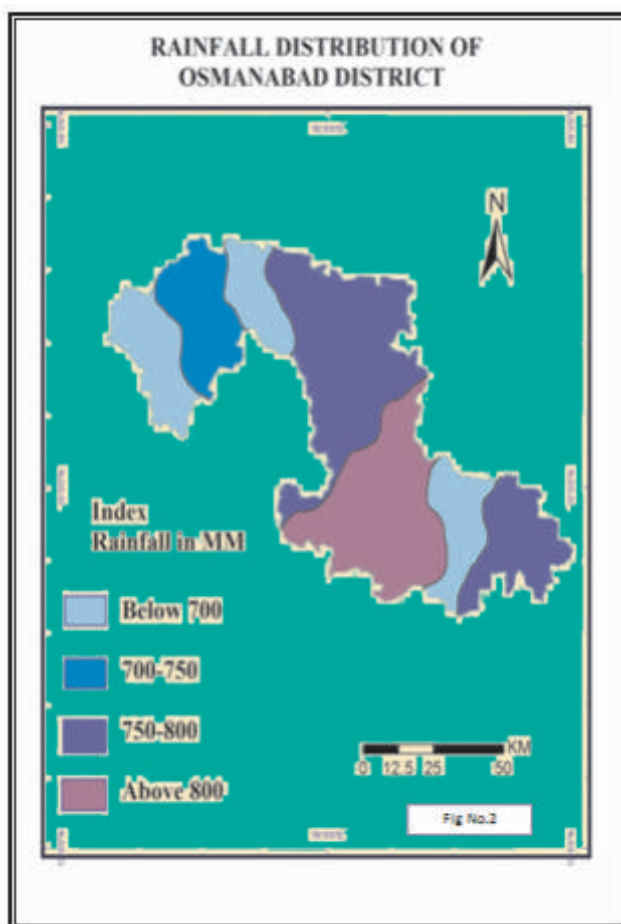 RAINFALL DISTRIBUTION OF
OSMANABAD DISTRICT
N
Index
Rainfall in MM
Below 700
700-750
750-800
Above 800
KM
0 12.5 25 50
Fig No.2